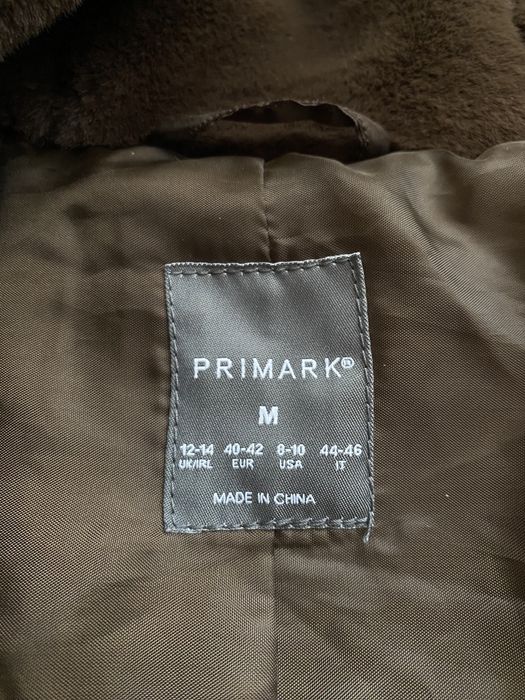 PRIMARK®
M
12-14 40-42 8-10 44-46
UK/IRL EUR USA IT
MADE IN CHINA